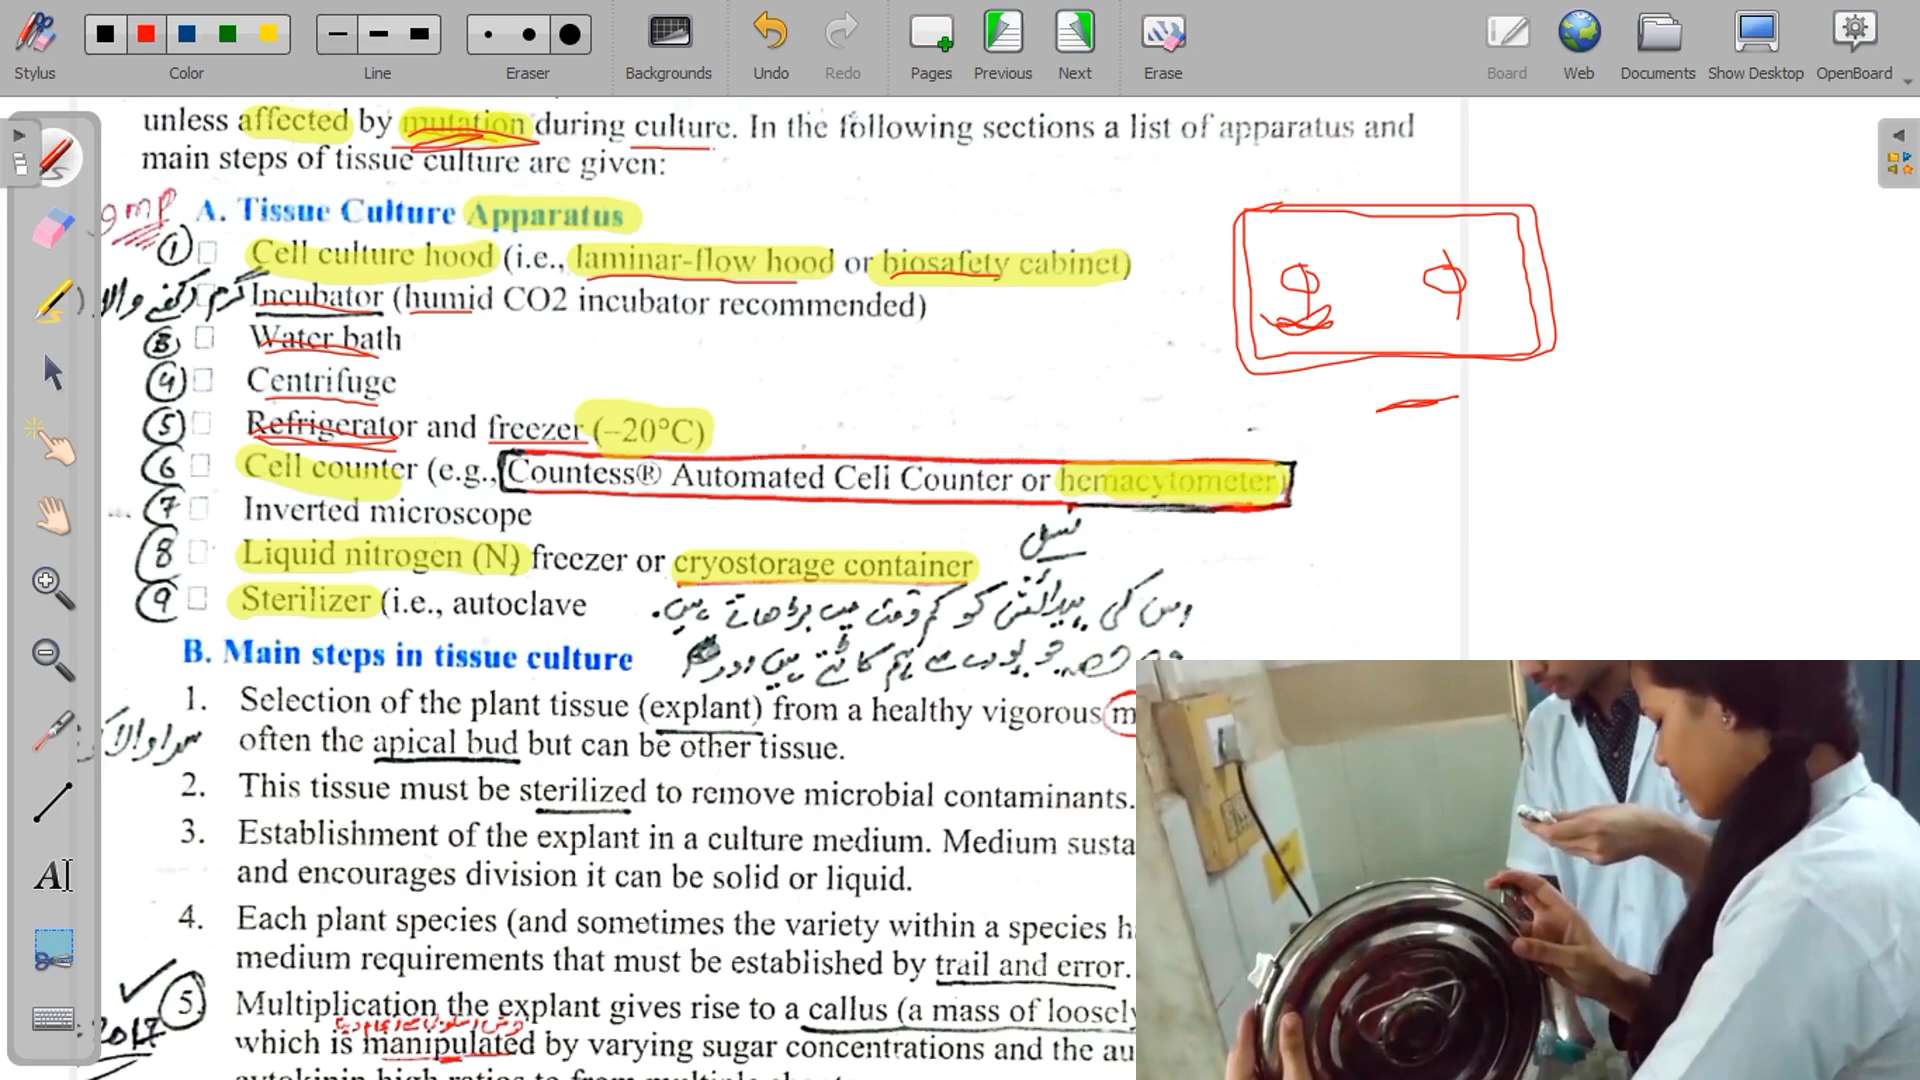 Stylus
Color
Line
Eraser
Backgrounds
Undo
Redo
Pages
Previous
Next
Erase
Board
Web
Documents
Show Desktop
OpenBoard
unless affected by mutation during culture. In the following sections a list of apparatus and
main steps of tissue culture are given:
A. Tissue Culture Apparatus
① Cell culture hood (i.e., laminar-flow hood or biosafety cabinet)
Incubator (humid CO2 incubator recommended)
Water bath
④ Centrifuge
⑤ Refrigerator and freezer (–20°C)
6 Cell counter (e.g., Countess® Automated Cell Counter or hemacytometer)
7 Inverted microscope
8 Liquid nitrogen (N) freezer or cryostorage container
9 Sterilizer (i.e., autoclave
B. Main steps in tissue culture
1. Selection of the plant tissue (explant) from a healthy vigorous m
often the apical bud but can be other tissue.
2. This tissue must be sterilized to remove microbial contaminants.
3. Establishment of the explant in a culture medium. Medium susta
and encourages division it can be solid or liquid.
4. Each plant species (and sometimes the variety within a species h
medium requirements that must be established by trail and error.
5. Multiplication the explant gives rise to a callus (a mass of loosely
which is manipulated by varying sugar concentrations and the au
2017